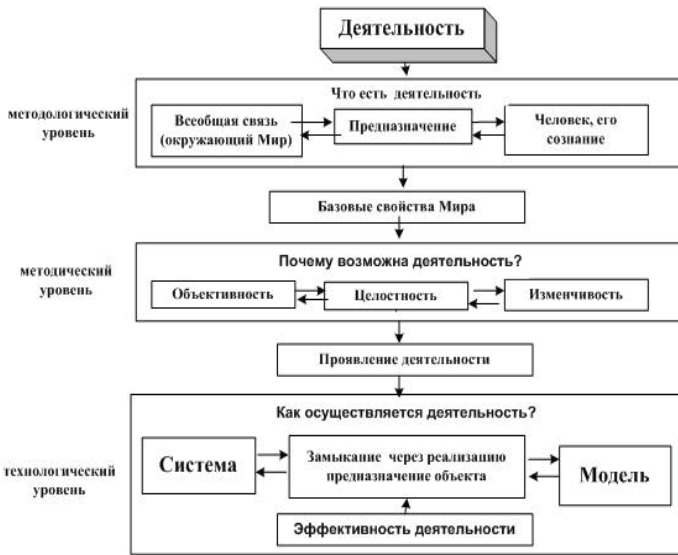 Деятельность
Что есть деятельность
методологический
уровень
Всеобщая связь
(окружающий Мир)
Предназначение
Человек, его
сознание
Базовые свойства Мира
методический
уровень
Почему возможна деятельность?
Объективность
Целостность
Изменчивость
Проявление деятельности
Как осуществляется деятельность?
технологический
уровень
Система
Замыкание через реализацию
предназначение объекта
Модель
Эффективность деятельности